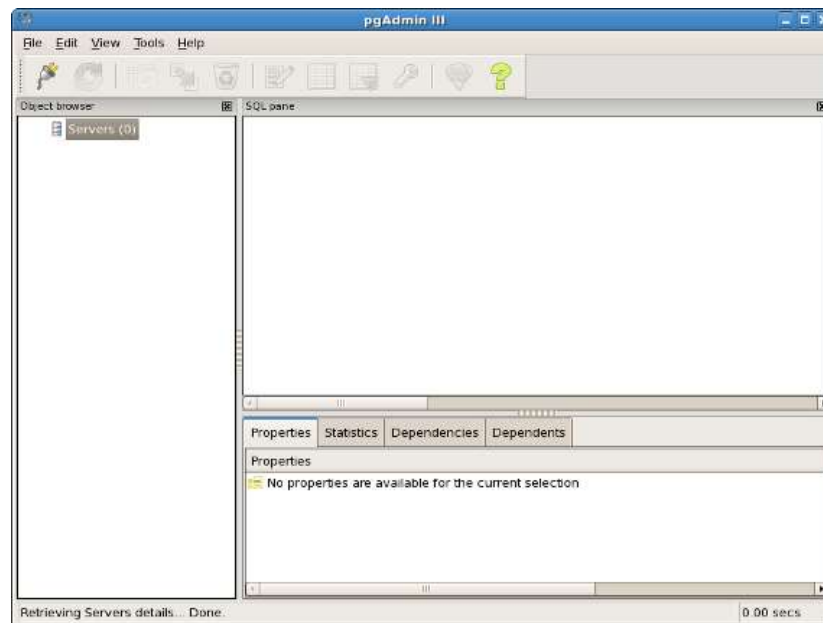 pgAdmin III
File Edit View Tools Help
Object browser
SQL pane
Servers (0)
Properties Statistics Dependencies Dependents
Properties
No properties are available for the current selection
Retrieving Servers details... Done.
0.00 secs